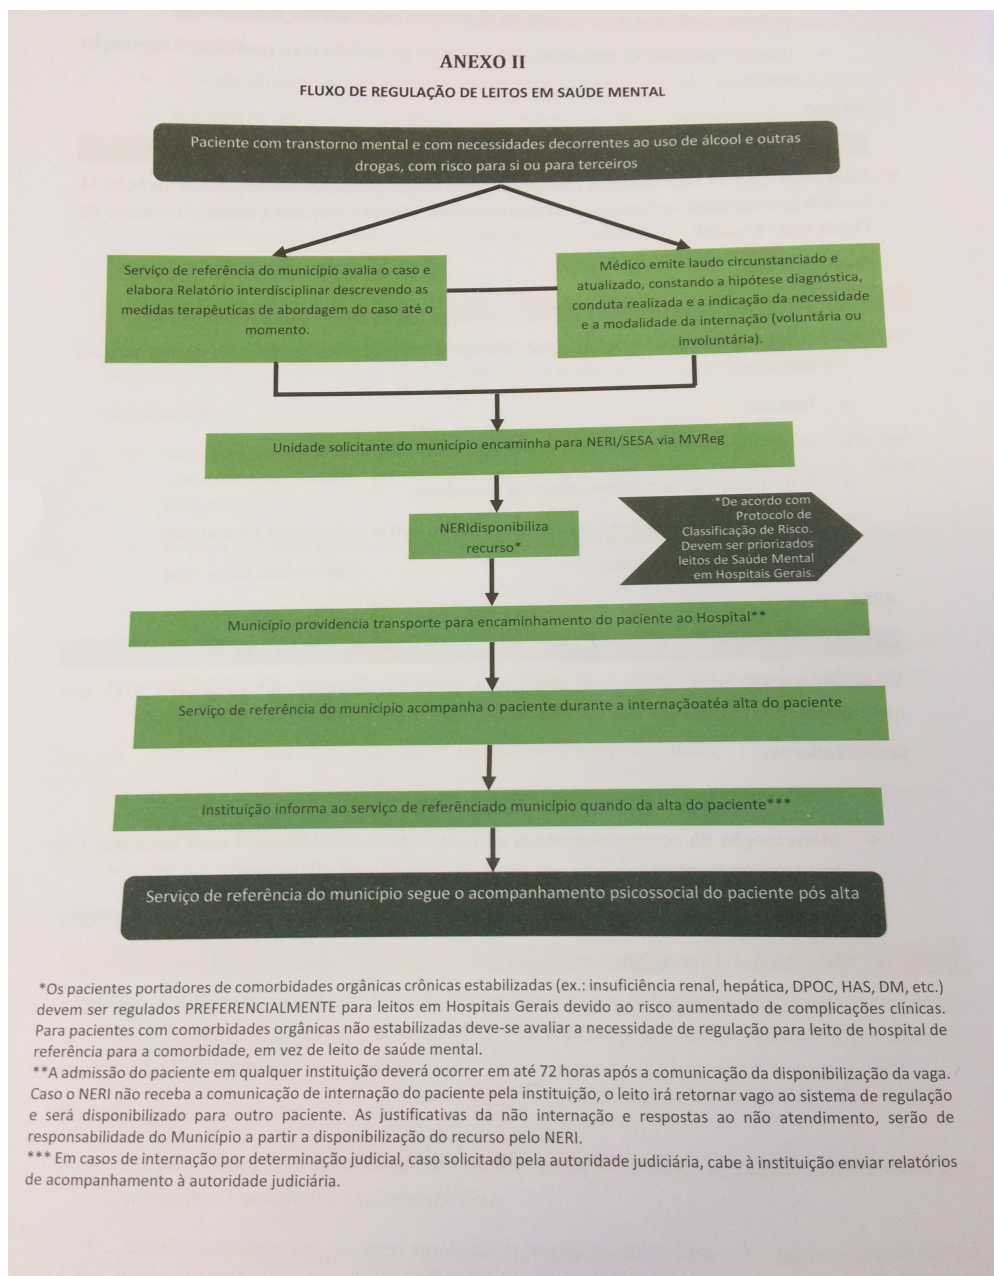 ANEXO II
FLUXO DE REGULAÇÃO DE LEITOS EM SAÚDE MENTAL
Paciente com transtorno mental e com necessidades decorrentes ao uso de álcool e outras
drogas, com risco para si ou para terceiros
Serviço de referência do município avalia o caso e
elabora Relatório interdisciplinar descrevendo as
medidas terapêuticas de abordagem do caso até o
momento.
Médico emite laudo circunstanciado e
atualizado, constando a hipótese diagnóstica,
conduta realizada e a indicação da necessidade
e a modalidade da internação (voluntária ou
involuntária).
Unidade solicitante do município encaminha para NERI/SESA via MVReg
NERIdisponibiliza
recurso*
*De acordo com
Protocolo de
Classificação de Risco.
Devem ser priorizados
leitos de Saúde Mental
em Hospitais Gerais.
Município providencia transporte para encaminhamento do paciente ao Hospital**
Serviço de referência do município acompanha o paciente durante a internaçãoatéa alta do paciente
Instituição informa ao serviço de referênciado município quando da alta do paciente***
Serviço de referência do município segue o acompanhamento psicossocial do paciente pós alta
*Os pacientes portadores de comorbidades orgânicas crônicas estabilizadas (ex.: insuficiência renal, hepática, DPOC, HAS, DM, etc.)
devem ser regulados PREFERENCIALMENTE para leitos em Hospitais Gerais devido ao risco aumentado de complicações clínicas.
Para pacientes com comorbidades orgânicas não estabilizadas deve-se avaliar a necessidade de regulação para leito de hospital de
referência para a comorbidade, em vez de leito de saúde mental.
**A admissão do paciente em qualquer instituição deverá ocorrer em até 72 horas após a comunicação da disponibilização da vaga.
Caso o NERI não receba a comunicação de internação do paciente pela instituição, o leito irá retornar vago ao sistema de regulação
e será disponibilizado para outro paciente. As justificativas da não internação e respostas ao não atendimento, serão de
responsabilidade do Município a partir a disponibilização do recurso pelo NERI.
*** Em casos de internação por determinação judicial, caso solicitado pela autoridade judiciária, cabe à instituição enviar relatórios
de acompanhamento à autoridade judiciária.